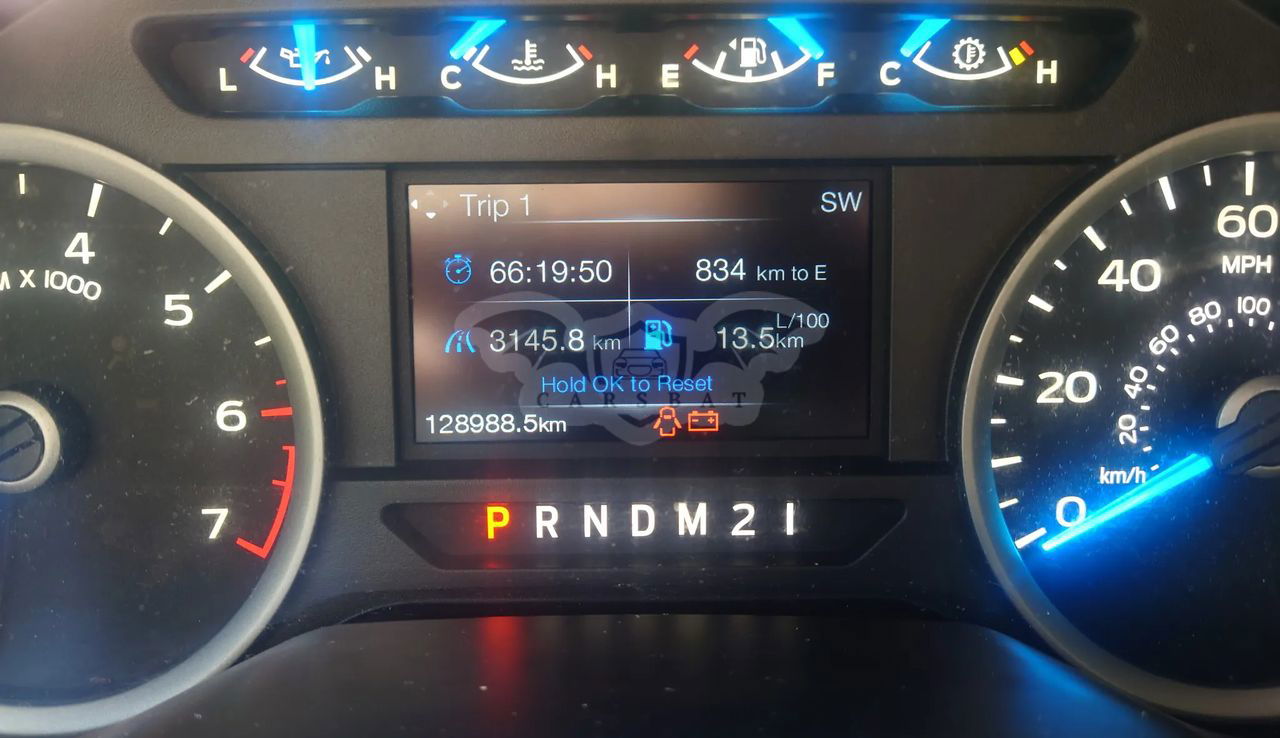 L H C H E F C H
Trip 1 SW
66:19:50 834 km to E
3145.8 km 13.5 L/100 km
Hold OK to Reset
CARSBAT
128988.5km
P R N D M 2 1
4
5
6
7
M X 1000
60
40
20
0
MPH
100
80
60
40
20
km/h